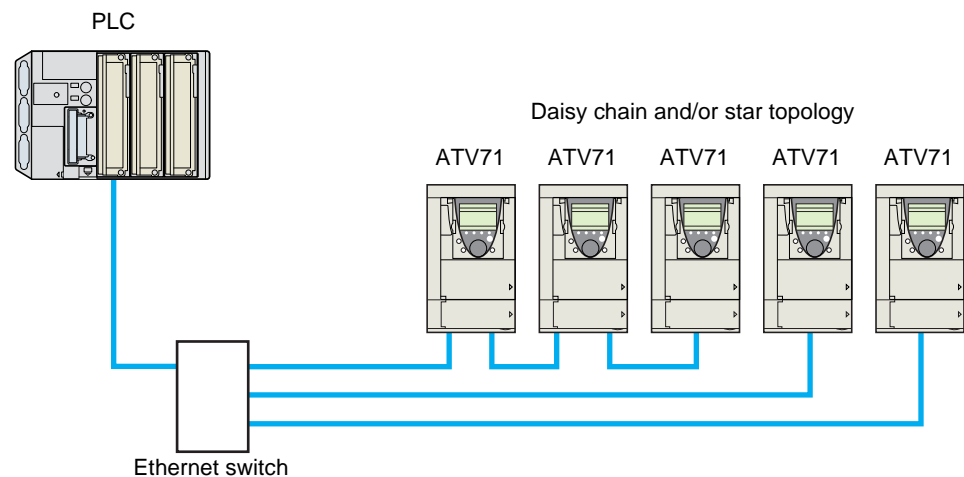 PLC
Daisy chain and/or star topology
ATV71 ATV71 ATV71 ATV71 ATV71
Ethernet switch